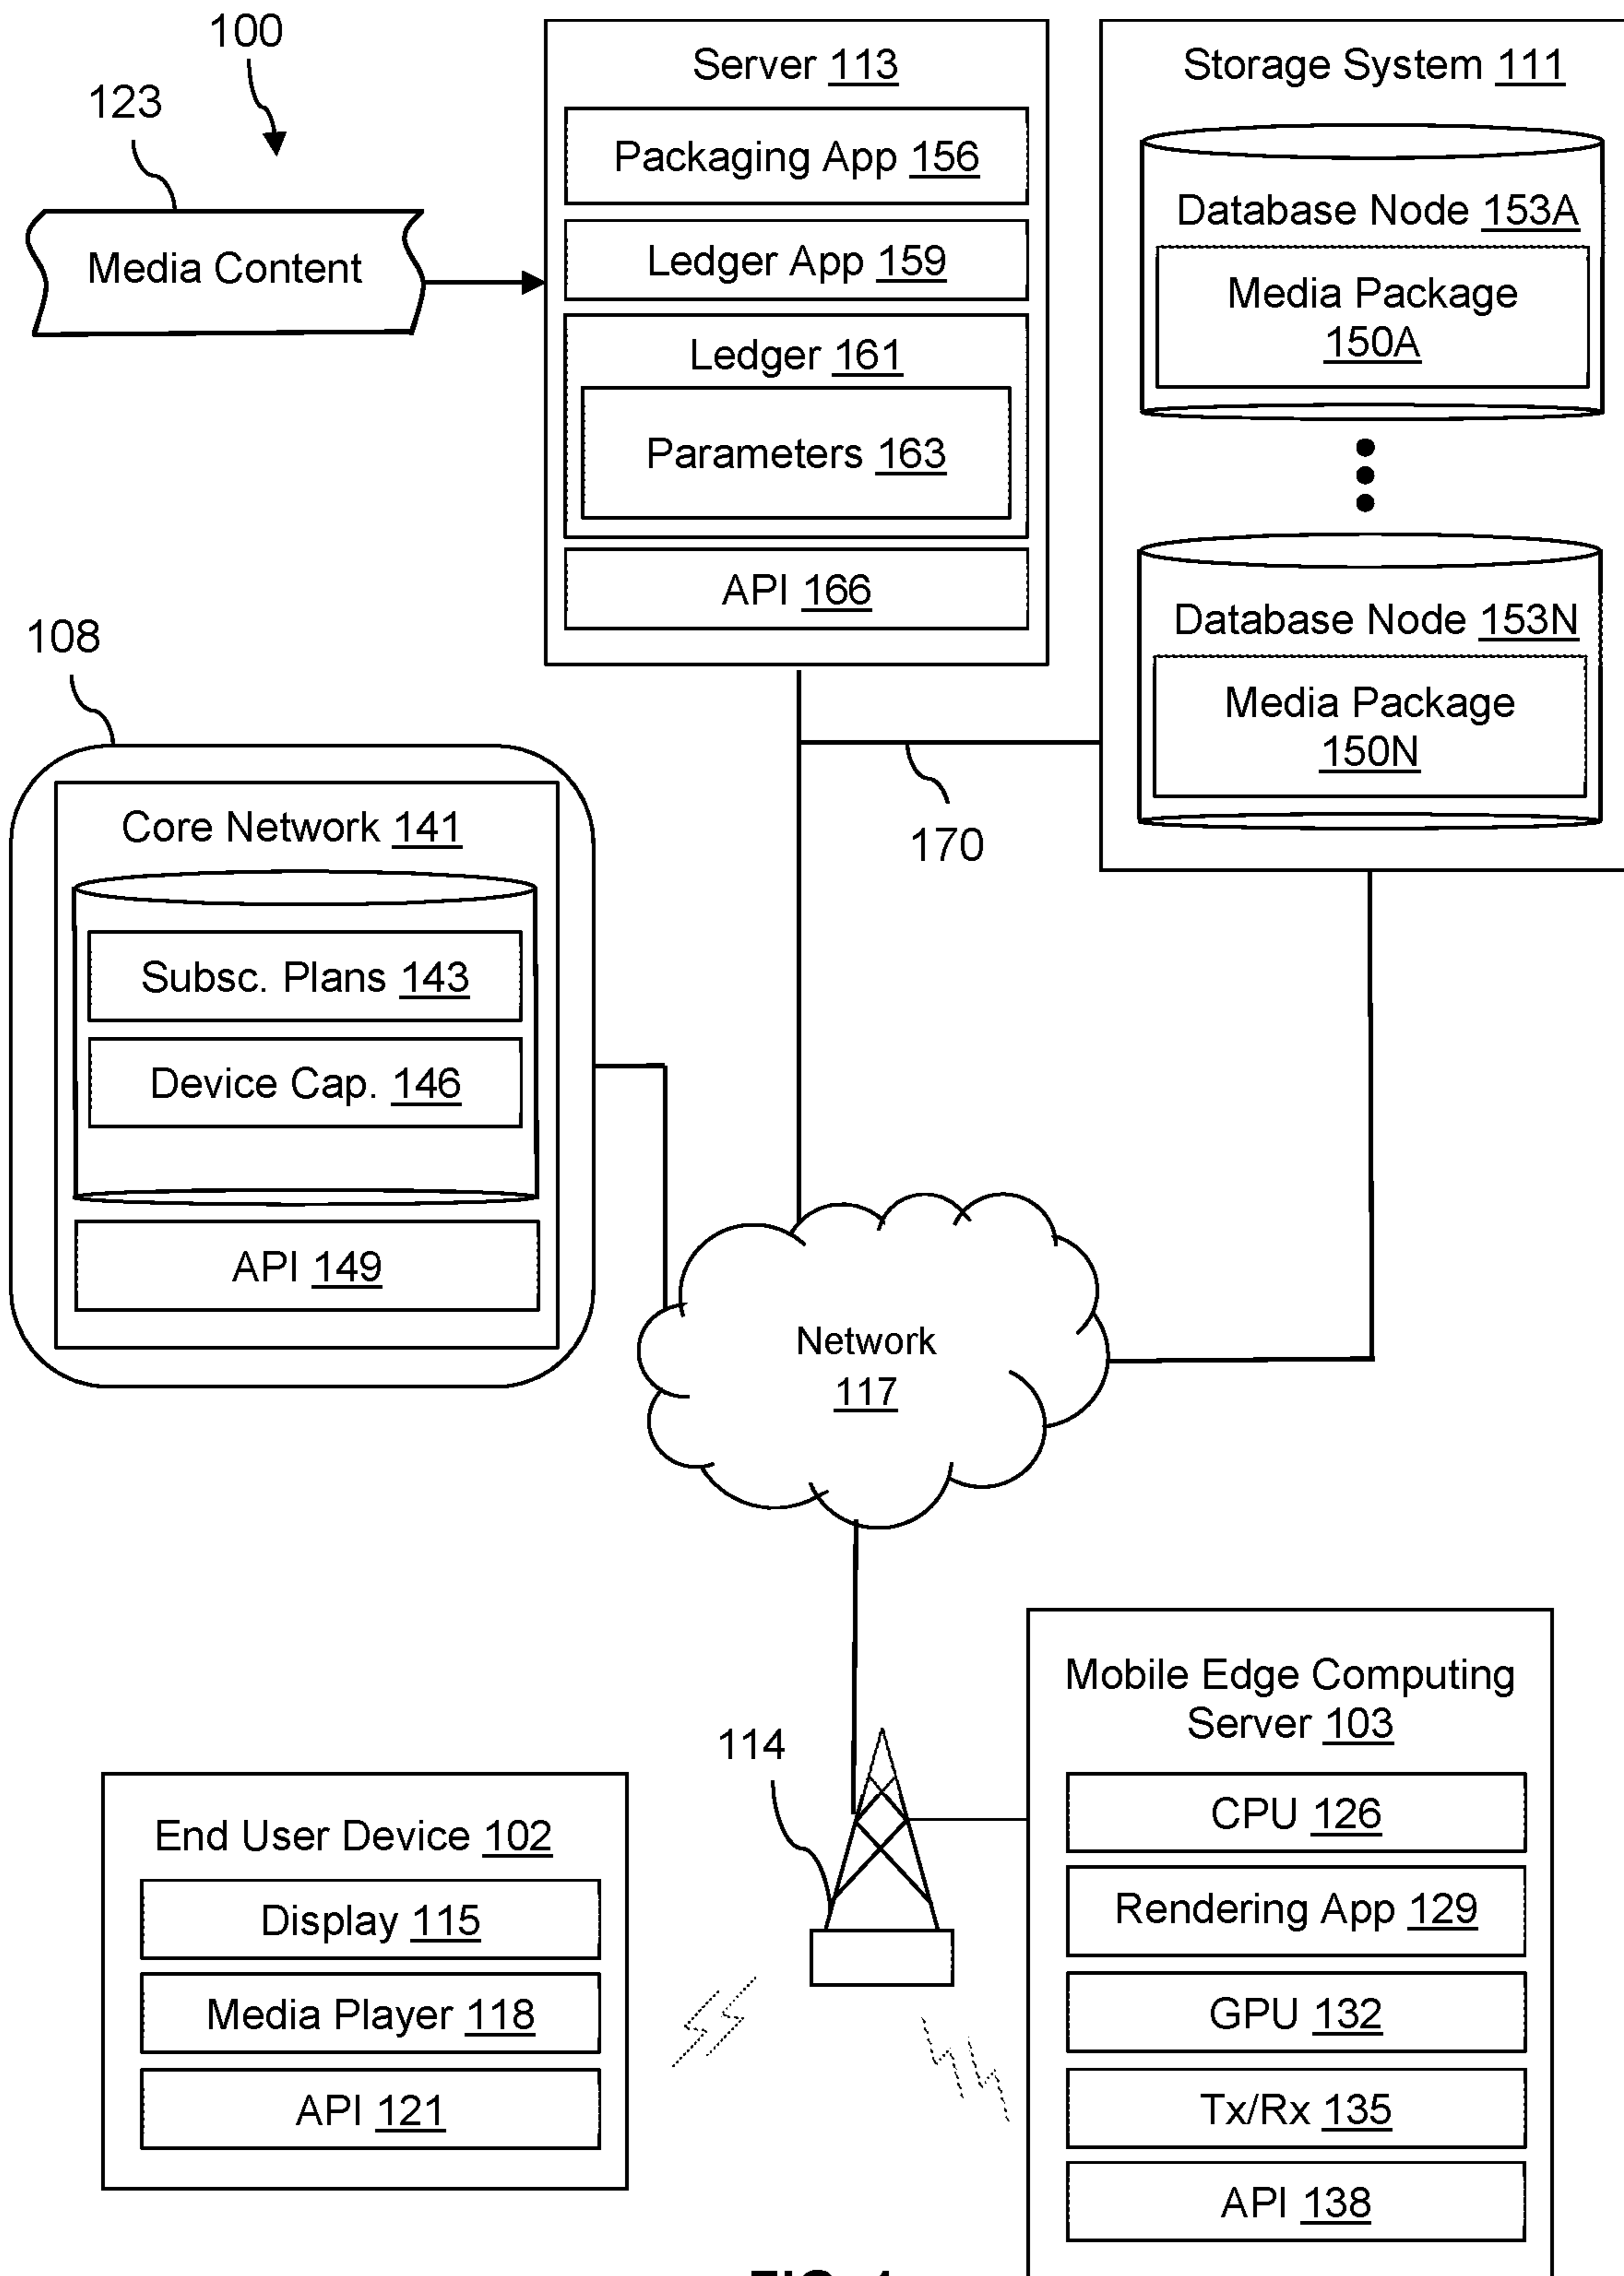 100
123
Media Content
Server 113
Packaging App 156
Ledger App 159
Ledger 161
Parameters 163
API 166
Storage System 111
Database Node 153A
Media Package
150A
Database Node 153N
Media Package
150N
170
108
Core Network 141
Subsc. Plans 143
Device Cap. 146
API 149
Network
117
114
End User Device 102
Display 115
Media Player 118
API 121
Mobile Edge Computing
Server 103
CPU 126
Rendering App 129
GPU 132
Tx/Rx 135
API 138